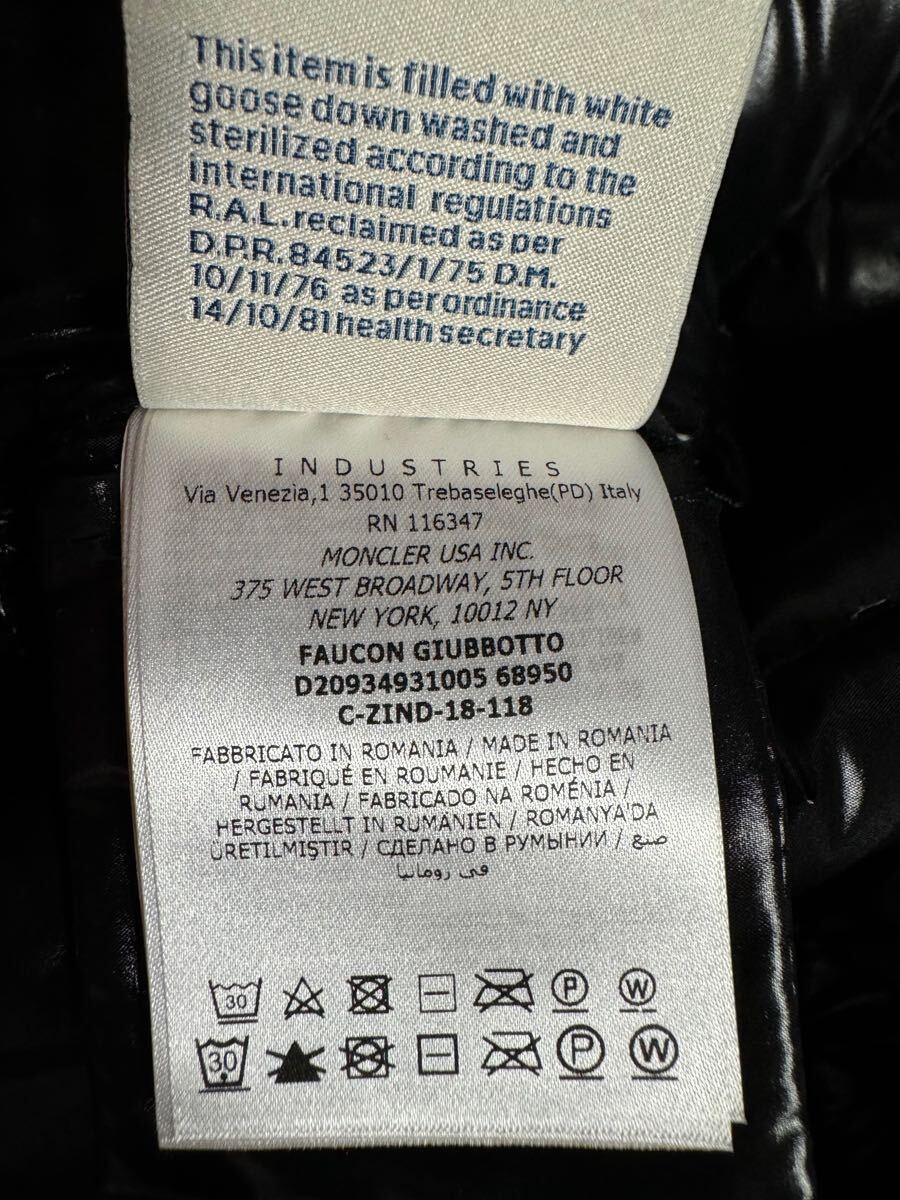 This item is filled with white
goose down washed and
sterilized according to the
international regulations
R.A.L. reclaimed as per
D.P.R. 84523/1/75 D.M.
10/11/76 as per ordinance
14/10/81 health secretary
INDUSTRIES
Via Venezia,1 35010 Trebaseleghe(PD) Italy
RN 116347
MONCLER USA INC.
375 WEST BROADWAY, 5TH FLOOR
NEW YORK, 10012 NY
FAUCON GIUBBOTTO
D20934931005 68950
C-ZIND-18-118
FABBRICATO IN ROMANIA / MADE IN ROMANIA
/ FABRIQUÉ EN ROUMANIE / HECHO EN
RUMANIA / FABRICADO NA ROMÉNIA /
HERGESTELLT IN RUMANIEN / ROMANYA'DA
ÜRETILMIŞTIR / СДЕЛАНО В РУМЫНИИ / صنع
في رومانيا
30 P W
30 P W